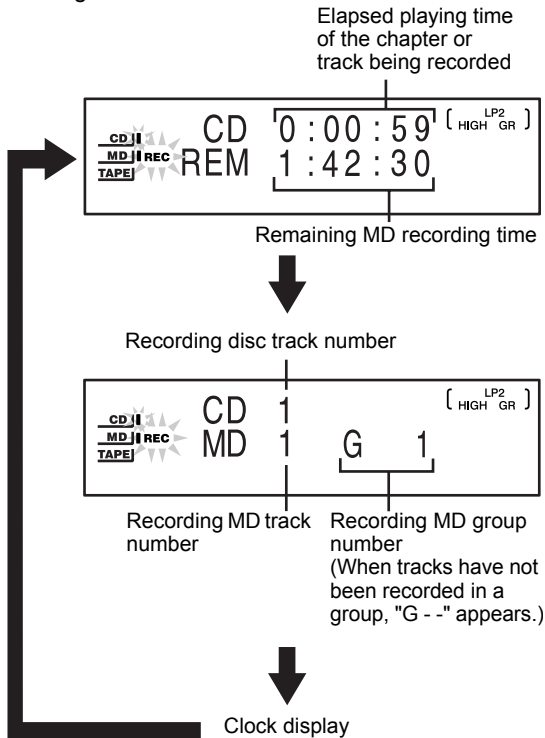 Elapsed playing time
of the chapter or
track being recorded
CD CD 0:00:59 [ HIGH LP2 GR ]
MD REC REM 1:42:30
TAPE
Remaining MD recording time
Recording disc track number
CD CD 1 [ HIGH LP2 GR ]
MD REC MD 1 G 1
TAPE
Recording MD track
number
Recording MD group
number
(When tracks have not
been recorded in a
group, "G - -" appears.)
Clock display